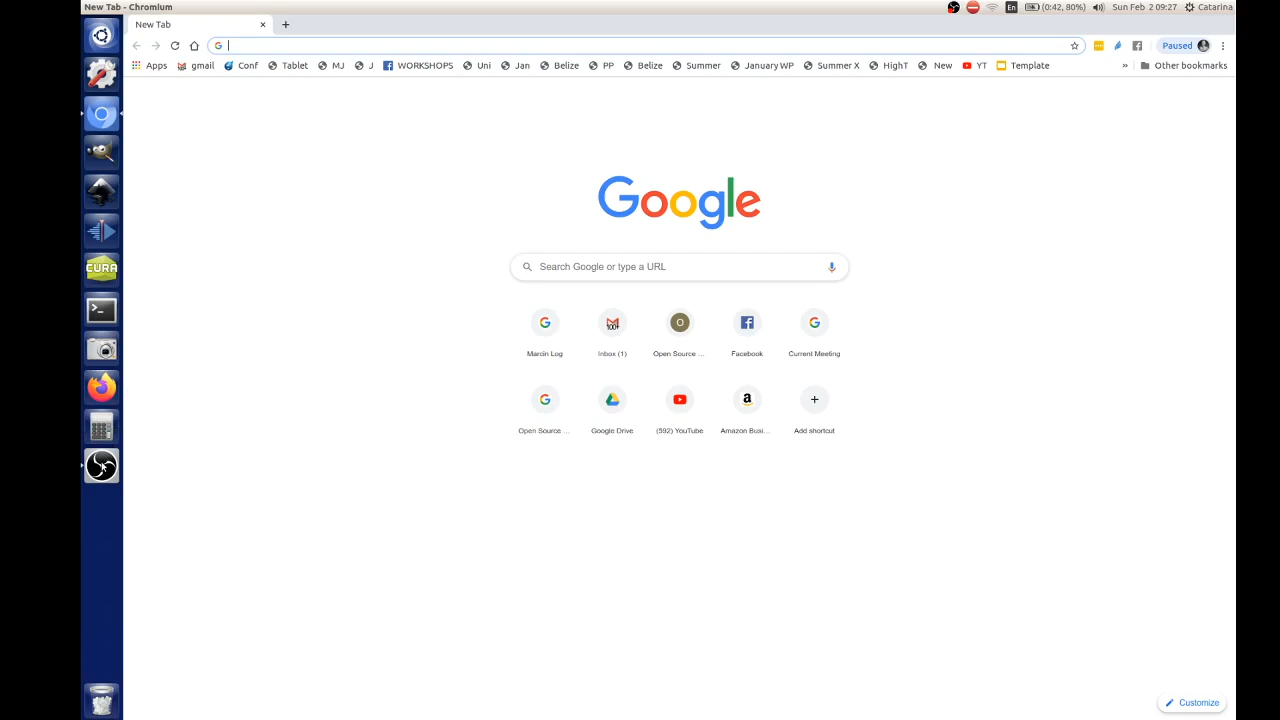 New Tab - Chromium
En
(0:42, 80%)
Sun Feb 2 09:27
Catarina
New Tab
Paused
Apps
gmail
Conf
Tablet
MJ
J
WORKSHOPS
Uni
Jan
Belize
PP
Belize
Summer
January WP
Summer X
HighT
New
YT
Template
»
Other bookmarks
Google
Search Google or type a URL
100+
O
Marcin Log
Inbox (1)
Open Source ...
Facebook
Current Meeting
Open Source ...
Google Drive
(592) YouTube
Amazon Busi...
Add shortcut
CURA
Customize